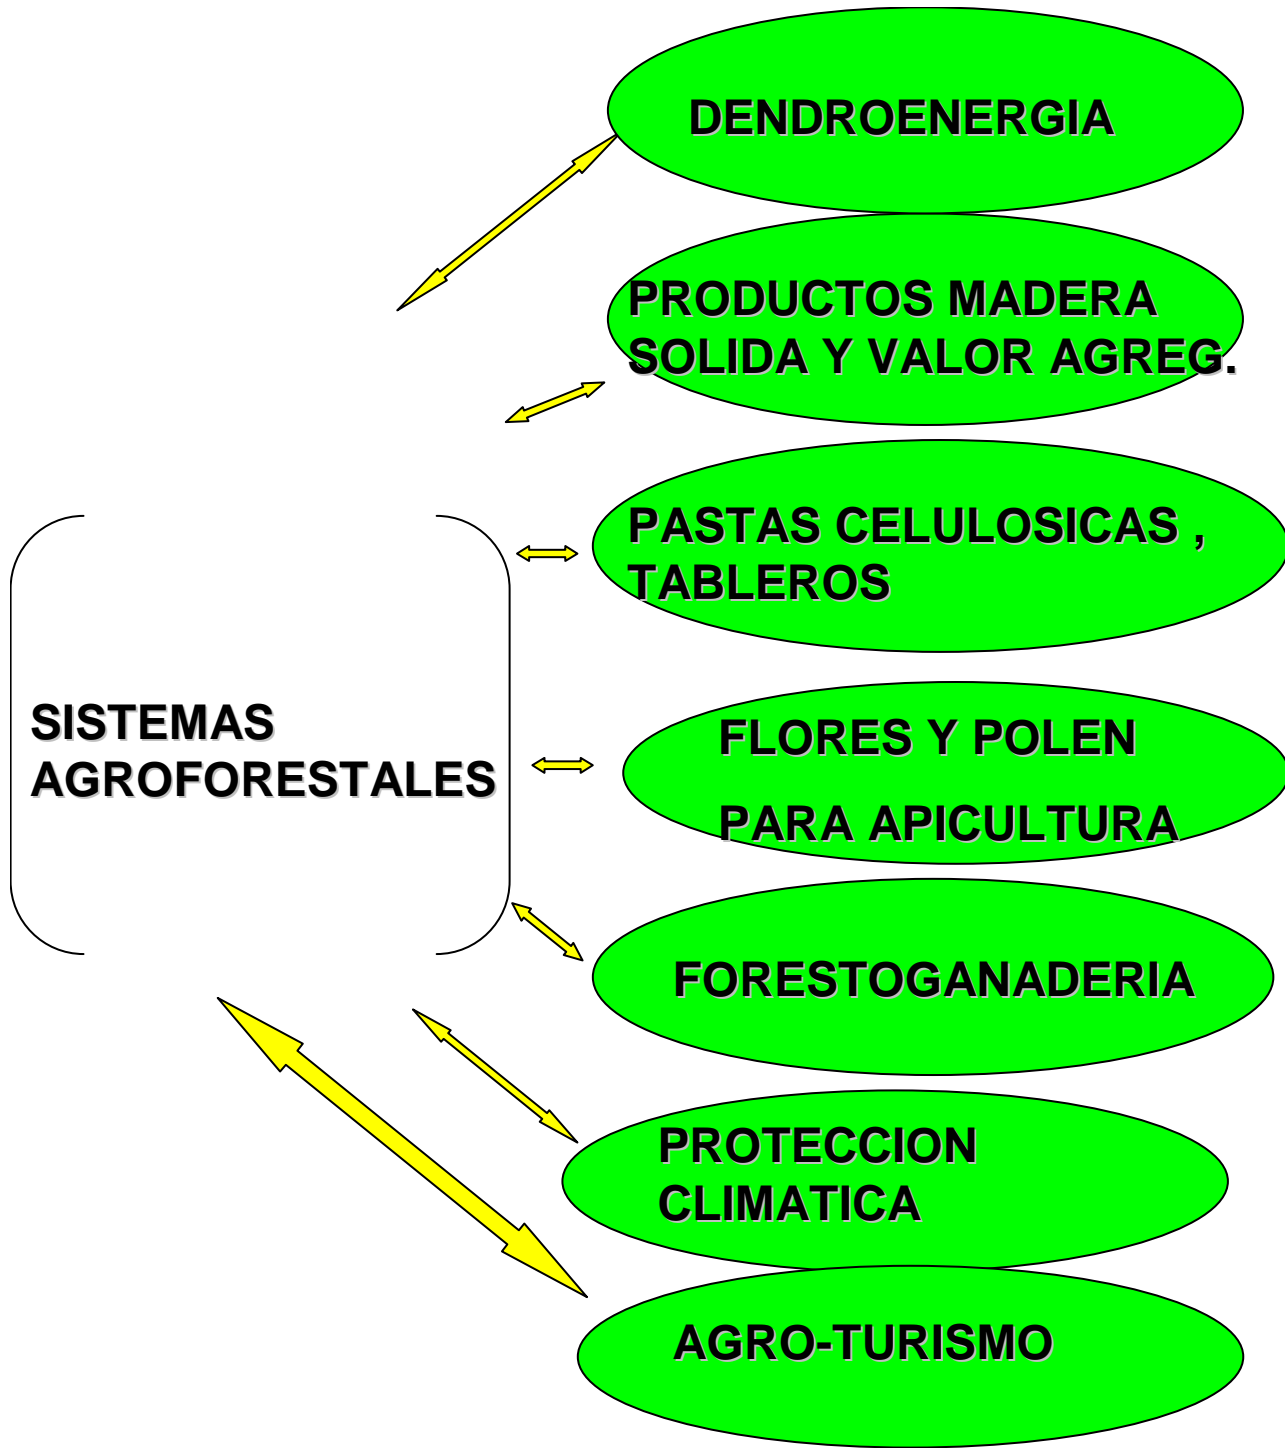 DENDROENERGIA
PRODUCTOS MADERA
SOLIDA Y VALOR AGREG.
PASTAS CELULOSICAS ,
TABLEROS
SISTEMAS
AGROFORESTALES
FLORES Y POLEN
PARA APICULTURA
FORESTOGANADERIA
PROTECCION
CLIMATICA
AGRO-TURISMO